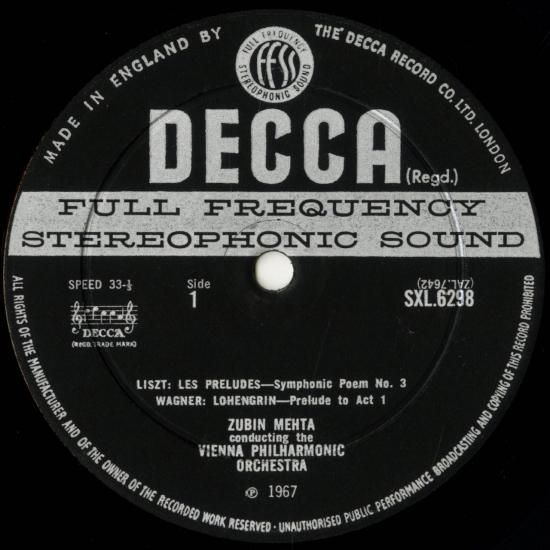 MADE IN ENGLAND BY
FULL FREQUENCY
FFSS
STEREOPHONIC SOUND
THE DECCA RECORD CO. LTD. LONDON
DECCA
(Regd.)
FULL FREQUENCY
STEREOPHONIC SOUND
SPEED 33-⅓
Side
1
(ZAL.7642)
SXL.6298
DECCA
(REGD. TRADE MARK)
LISZT: LES PRELUDES—Symphonic Poem No. 3
WAGNER: LOHENGRIN—Prelude to Act 1
ZUBIN MEHTA
conducting the
VIENNA PHILHARMONIC
ORCHESTRA
℗ 1967
ALL RIGHTS OF THE MANUFACTURER AND OF THE OWNER OF THE RECORDED WORK RESERVED · UNAUTHORISED PUBLIC PERFORMANCE BROADCASTING AND COPYING OF THIS RECORD PROHIBITED